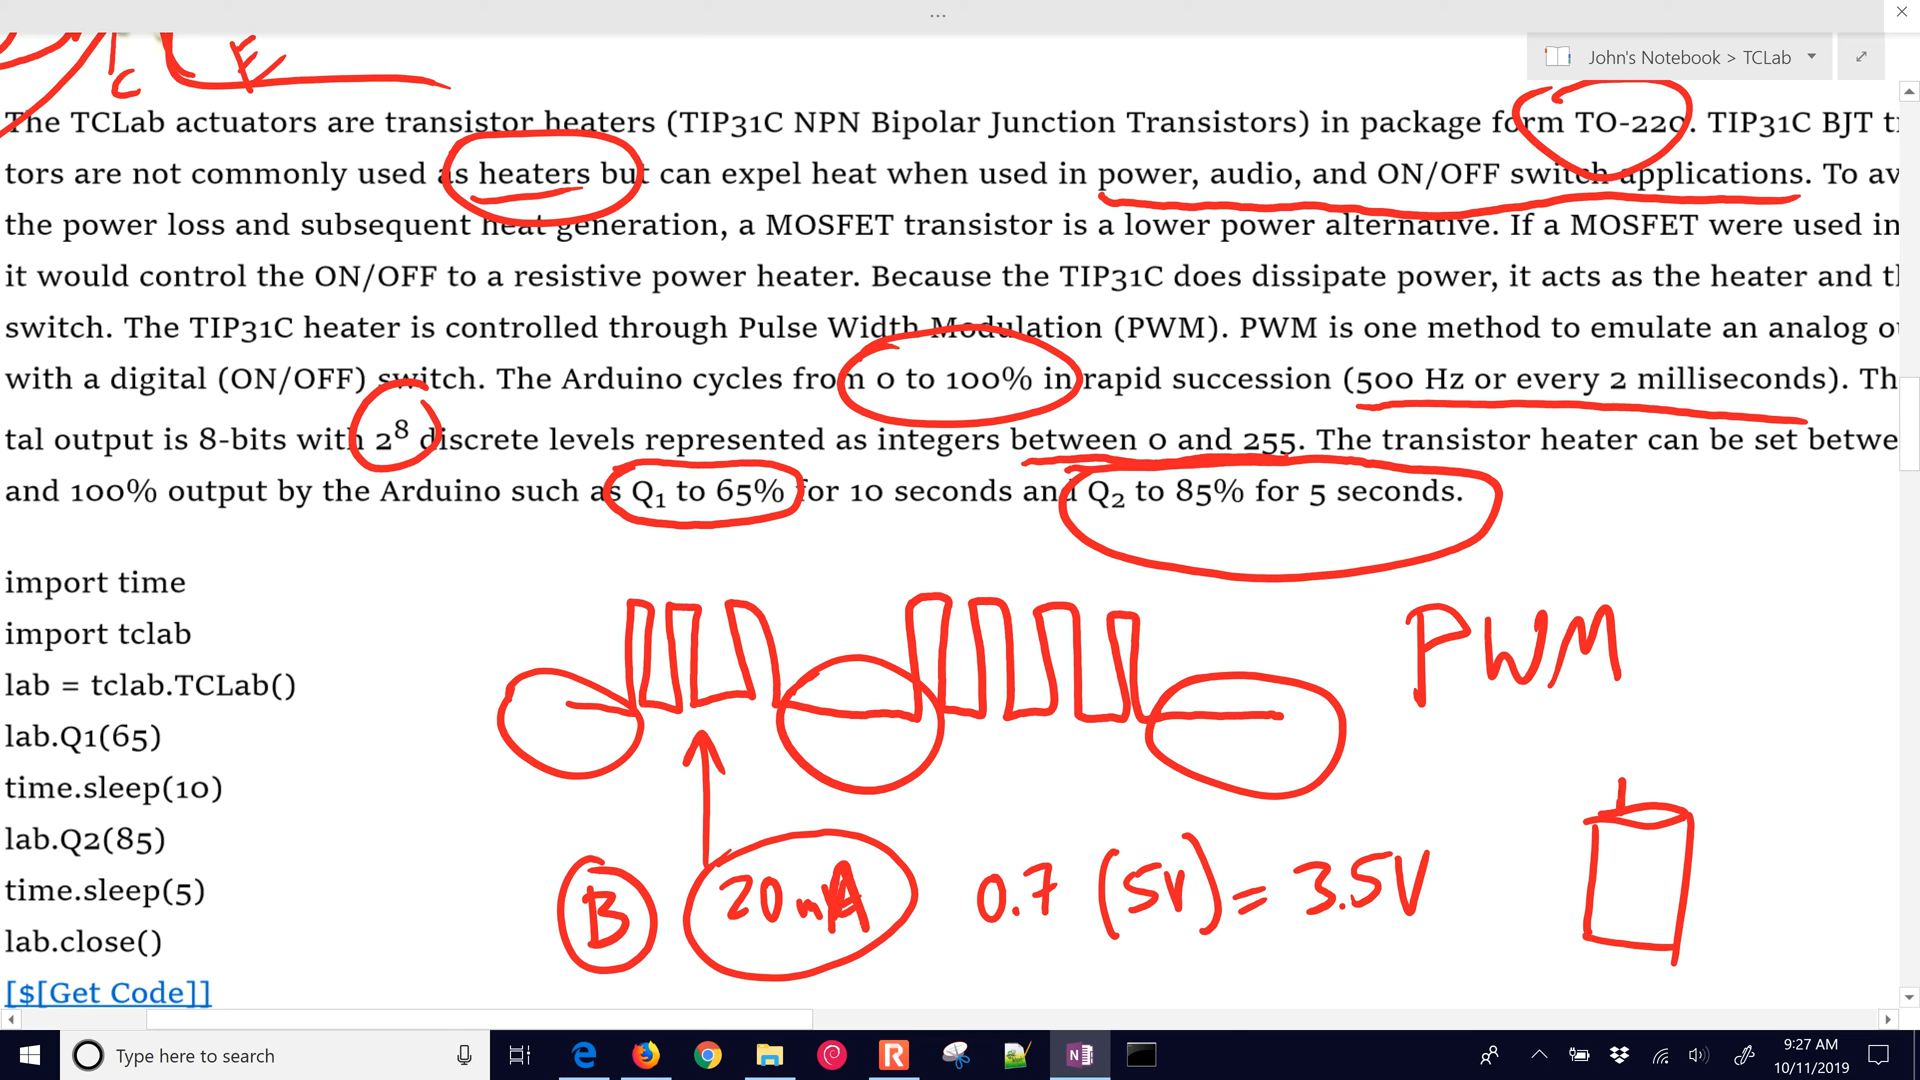 ...
John's Notebook > TCLab
C
E
The TCLab actuators are transistor heaters (TIP31C NPN Bipolar Junction Transistors) in package form TO-220. TIP31C BJT tr
tors are not commonly used as heaters but can expel heat when used in power, audio, and ON/OFF switch applications. To av
the power loss and subsequent heat generation, a MOSFET transistor is a lower power alternative. If a MOSFET were used in
it would control the ON/OFF to a resistive power heater. Because the TIP31C does dissipate power, it acts as the heater and th
switch. The TIP31C heater is controlled through Pulse Width Modulation (PWM). PWM is one method to emulate an analog ou
with a digital (ON/OFF) switch. The Arduino cycles from 0 to 100% in rapid succession (500 Hz or every 2 milliseconds). Th
tal output is 8-bits with 2⁸ discrete levels represented as integers between 0 and 255. The transistor heater can be set betwe
and 100% output by the Arduino such as Q₁ to 65% for 10 seconds and Q₂ to 85% for 5 seconds.
import time
import tclab
lab = tclab.TCLab()
lab.Q1(65)
time.sleep(10)
lab.Q2(85)
time.sleep(5)
lab.close()
[$[Get Code]]
PWM
B 20mA 0.7 (5V) = 3.5V
Type here to search
9:27 AM
10/11/2019